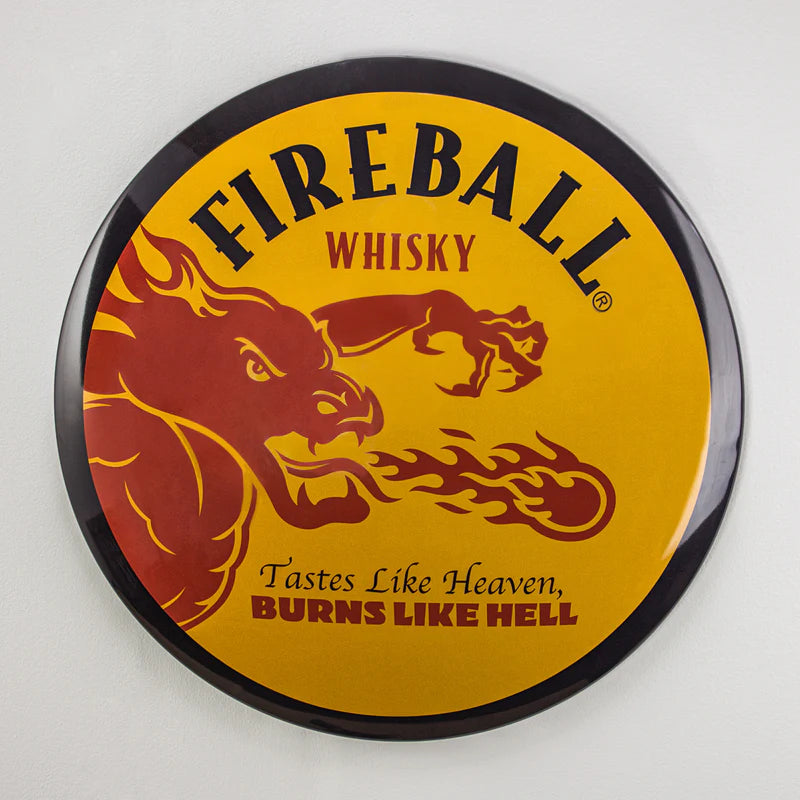 FIREBALL®
WHISKY
Tastes Like Heaven,
BURNS LIKE HELL